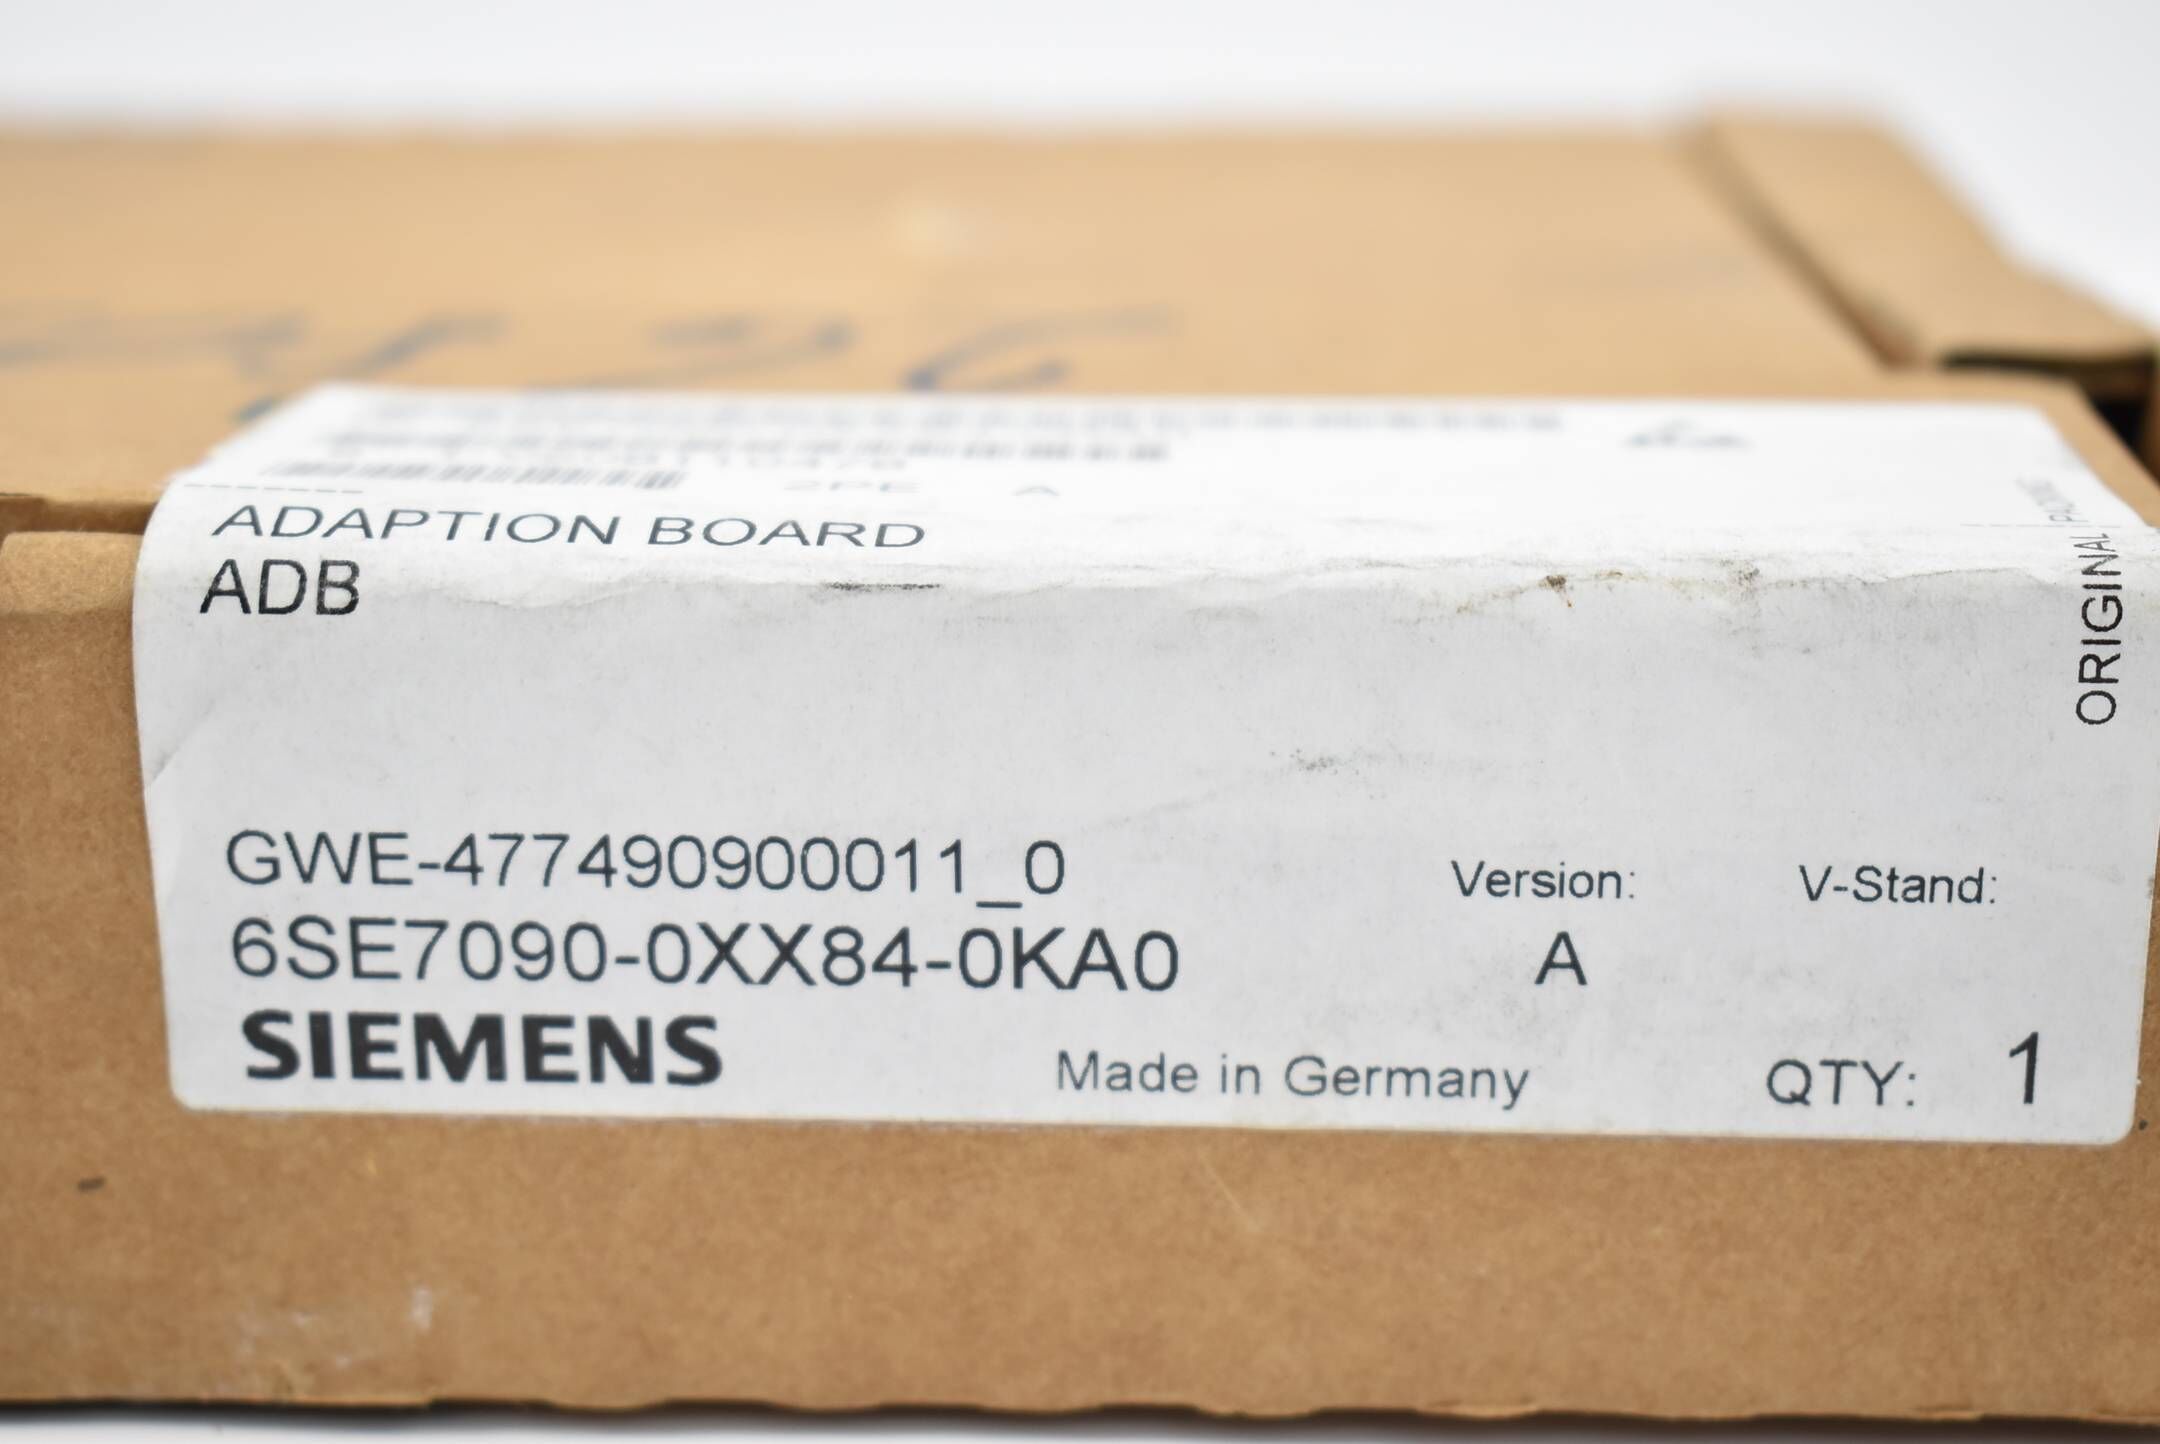 ADAPTION BOARD
ADB
ORIGINAL
GWE-477490900011_0
Version:
V-Stand:
6SE7090-0XX84-0KA0
A
SIEMENS
Made in Germany
QTY: 1